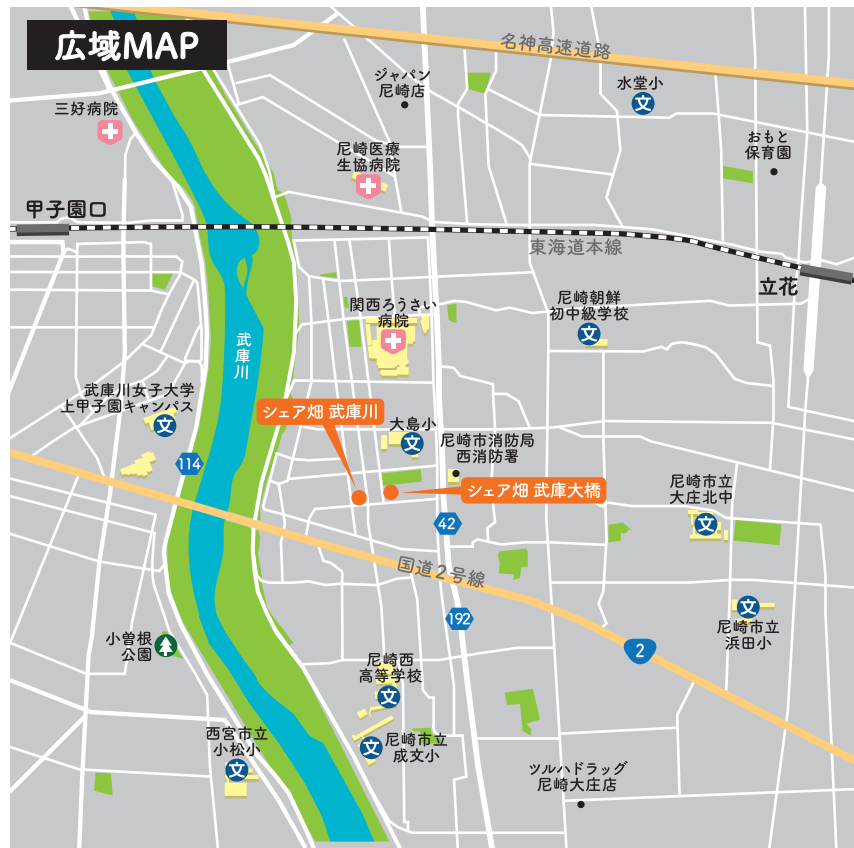 広域MAP
名神高速道路
ジャパン
尼崎店
水堂小
文
三好病院
尼崎医療
生協病院
おもと
保育園
甲子園口
東海道本線
立花
尼崎朝鮮
初中級学校
文
関西ろうさい
病院
武庫川
武庫川女子大学
上甲子園キャンパス
文
シェア畑 武庫川
大島小
文
尼崎市消防局
西消防署
114
シェア畑 武庫大橋
尼崎市立
大庄北中
文
42
国道2号線
192
文
尼崎市立
浜田小
小曽根
公園
2
尼崎西
高等学校
文
西宮市立
小松小
文
尼崎市立
成文小
文
ツルハドラッグ
尼崎大庄店